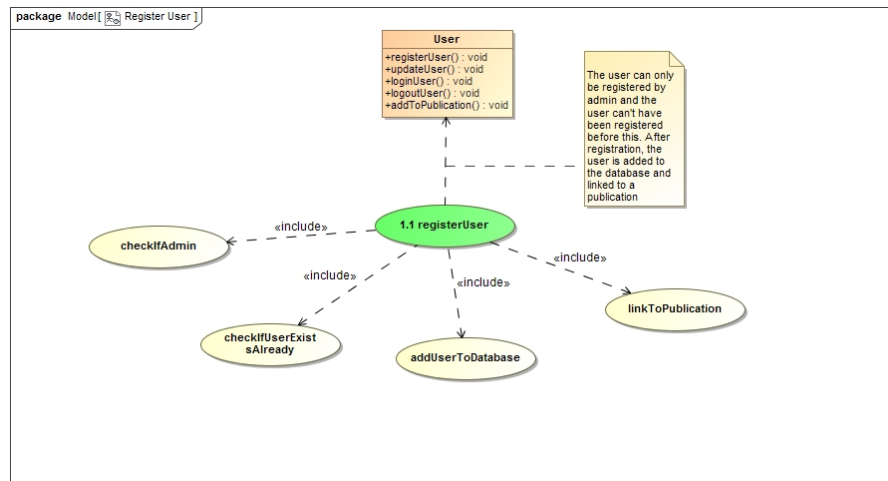 package Model[ Register User ]
User
+registerUser() : void
+updateUser() : void
+loginUser() : void
+logoutUser() : void
+addToPublication() : void
The user can only
be registered by
admin and the
user can't have
been registered
before this. After
registration, the
user is added to
the database and
linked to a
publication
1.1 registerUser
«include»
checkIfAdmin
«include»
«include»
«include»
linkToPublication
checkIfUserExist
sAlready
addUserToDatabase